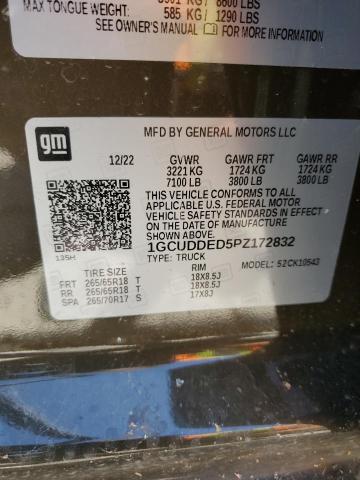 MAX TONGUE WEIGHT: 3901 KG / 8600 LBS
585 KG / 1290 LBS
SEE OWNER'S MANUAL FOR MORE INFORMATION
gm
MFD BY GENERAL MOTORS LLC
12/22 GVWR GAWR FRT GAWR RR
3221 KG 1724 KG 1724 KG
7100 LB 3800 LB 3800 LB
THIS VEHICLE CONFORMS TO ALL
APPLICABLE U.S. FEDERAL MOTOR
VEHICLE SAFETY STANDARDS IN
EFFECT ON THE DATE OF MANUFACTURE
SHOWN ABOVE.
1GCUDDED5PZ172832
TYPE: TRUCK MODEL: 52CK10543
135H
TIRE SIZE RIM
FRT 265/65R18 T 18X8.5J
RR 265/65R18 T 18X8.5J
SPA 265/70R17 S 17X8J